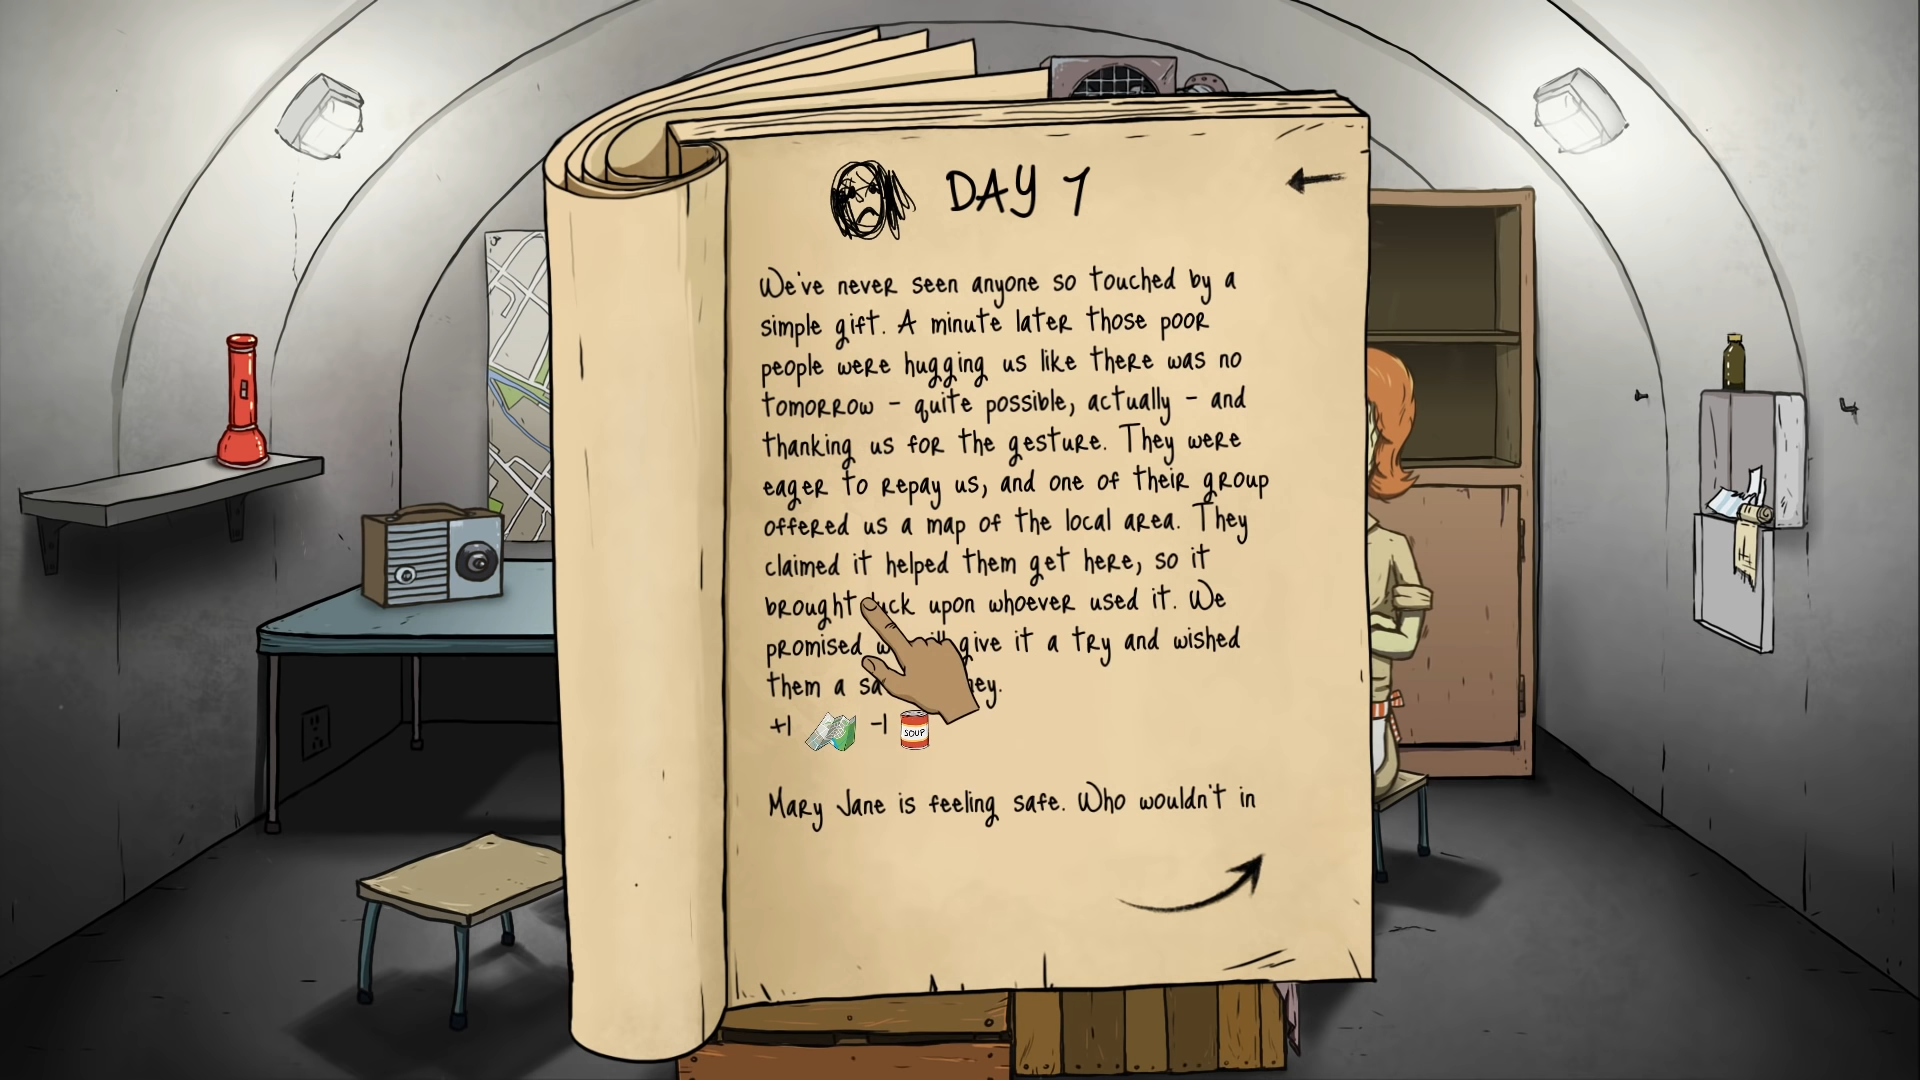 DAY 7
We've never seen anyone so touched by a
simple gift. A minute later those poor
people were hugging us like there was no
tomorrow - quite possible, actually - and
thanking us for the gesture. They were
eager to repay us, and one of their group
offered us a map of the local area. They
claimed it helped them get here, so it
brought luck upon whoever used it. We
promised give it a try and wished
them a
+1 -1 SOUP
Mary Jane is feeling safe. Who wouldn't in